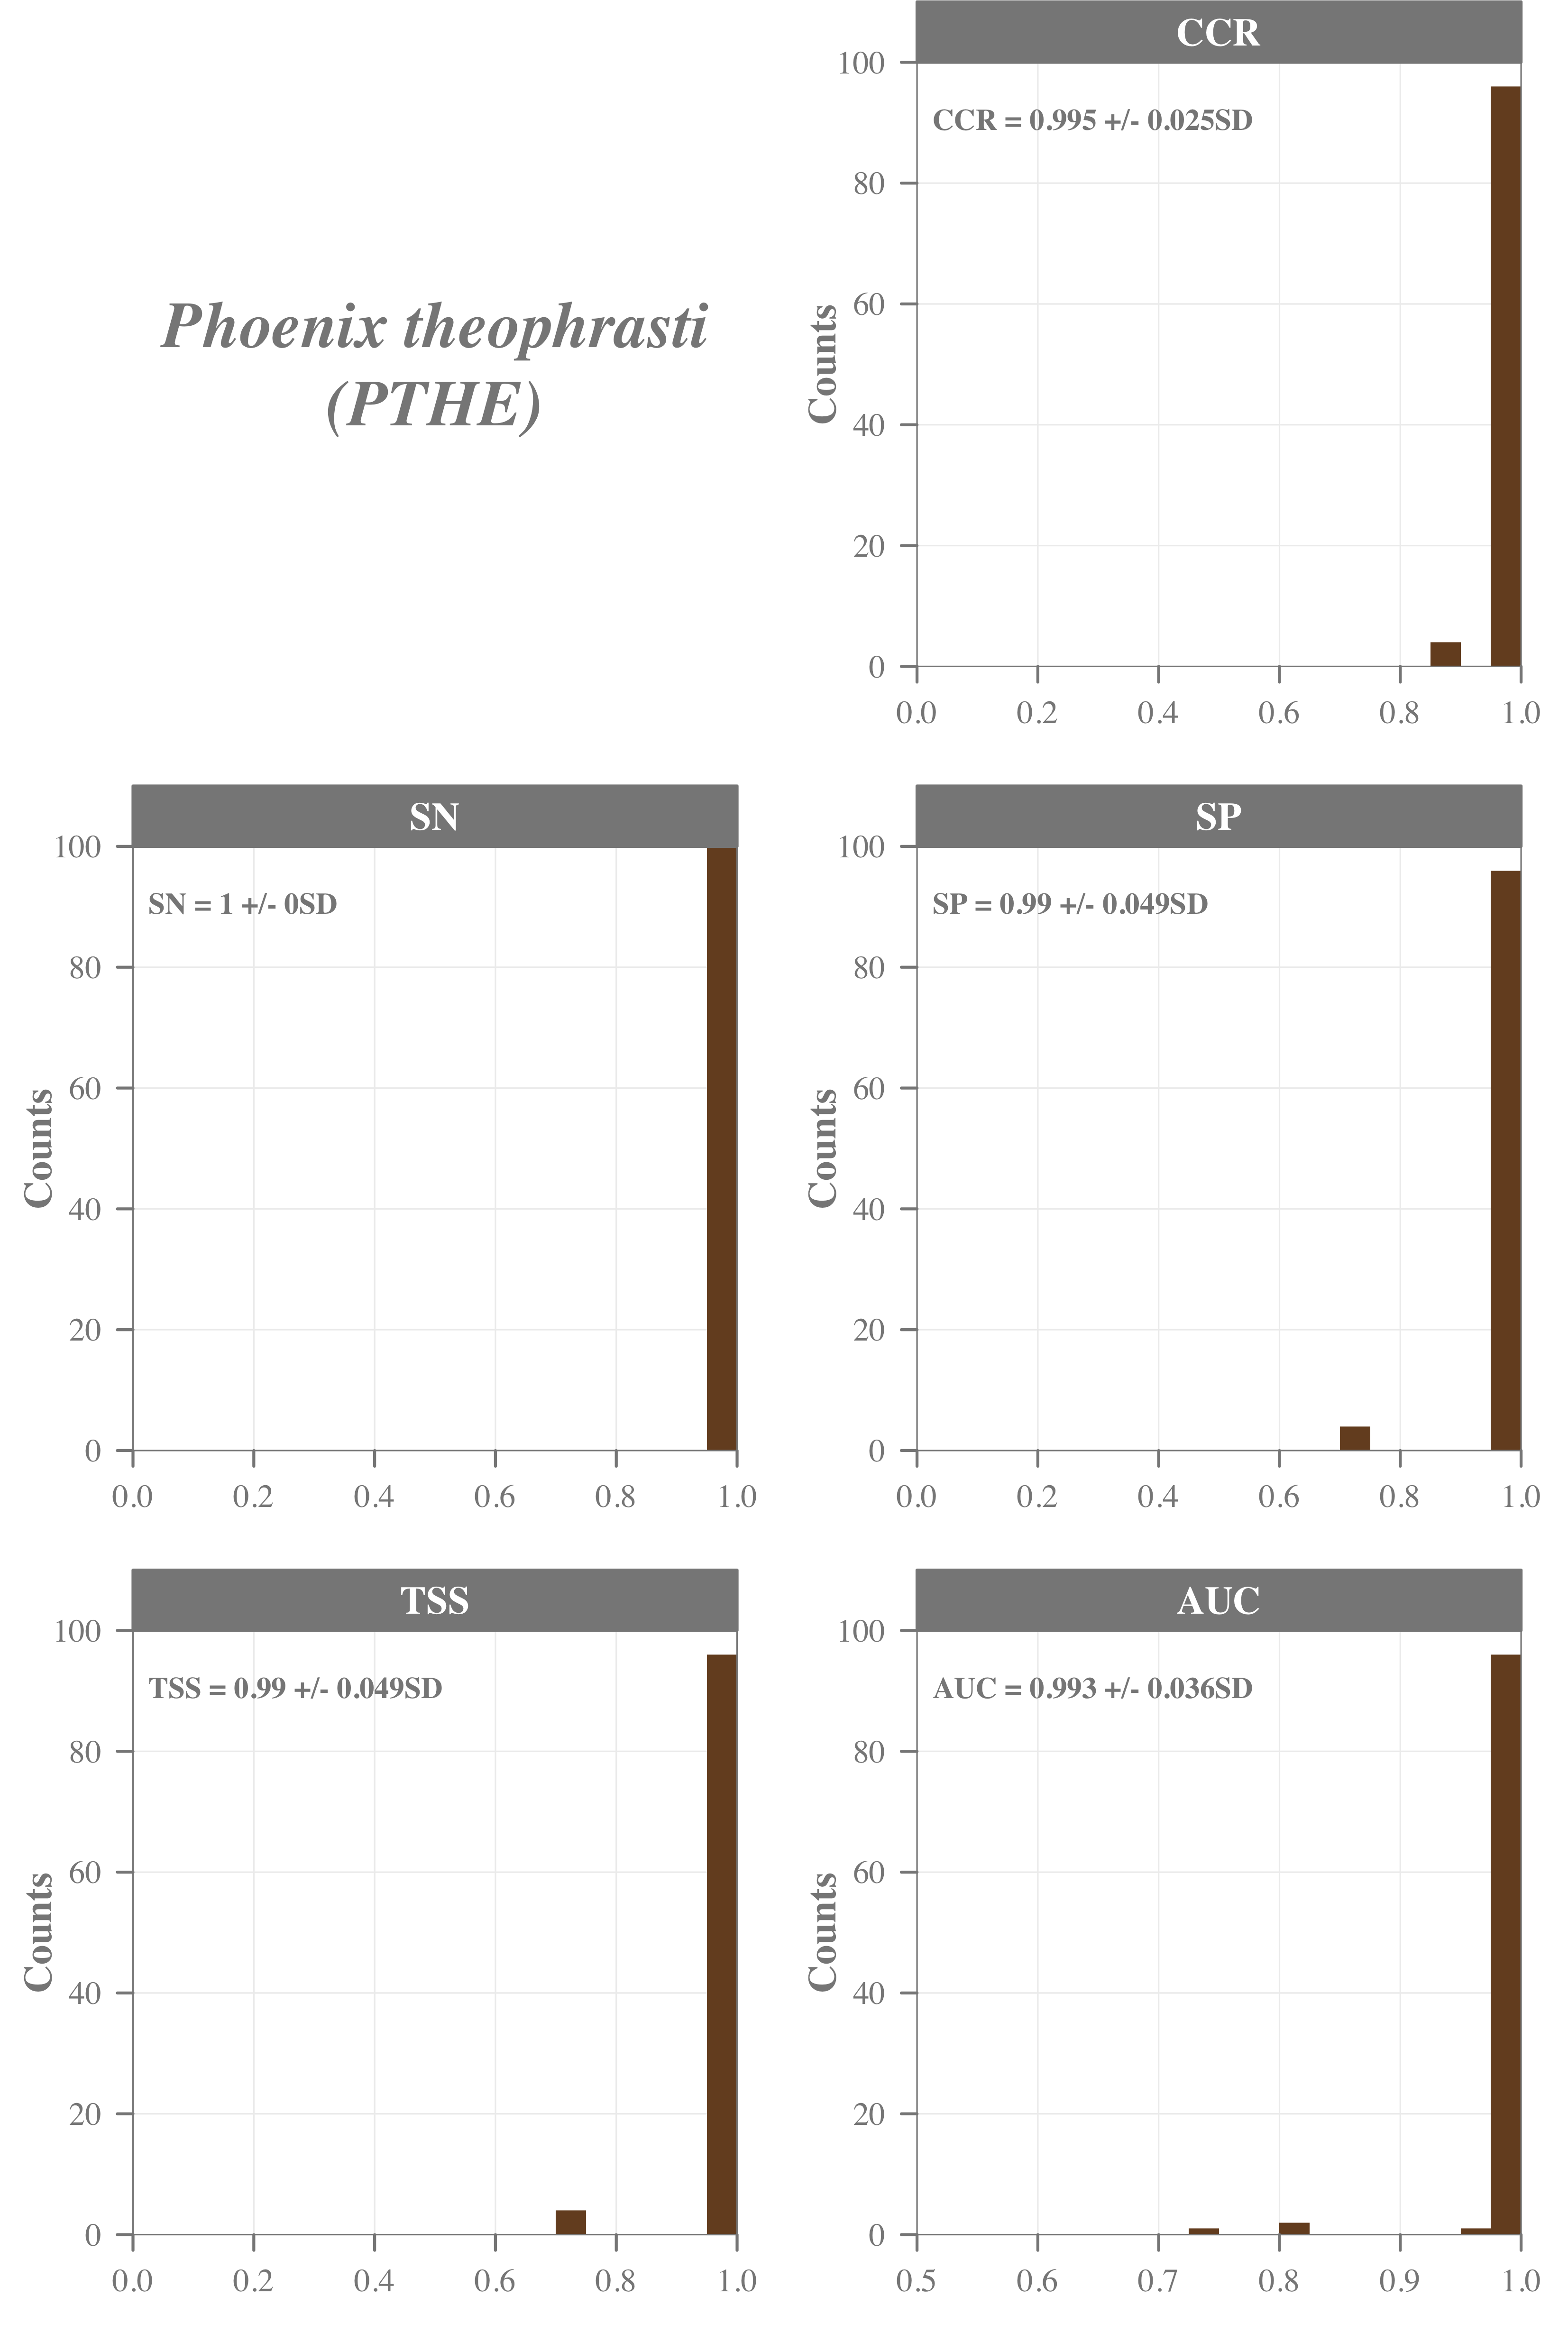 Phoenix theophrasti
(PTHE)
CCR
CCR = 0.995 +/- 0.025SD
Counts
100
80
60
40
20
0
0.0 0.2 0.4 0.6 0.8 1.0
SN
SN = 1 +/- 0SD
Counts
100
80
60
40
20
0
0.0 0.2 0.4 0.6 0.8 1.0
SP
SP = 0.99 +/- 0.049SD
Counts
100
80
60
40
20
0
0.0 0.2 0.4 0.6 0.8 1.0
TSS
TSS = 0.99 +/- 0.049SD
Counts
100
80
60
40
20
0
0.0 0.2 0.4 0.6 0.8 1.0
AUC
AUC = 0.993 +/- 0.036SD
Counts
100
80
60
40
20
0
0.5 0.6 0.7 0.8 0.9 1.0